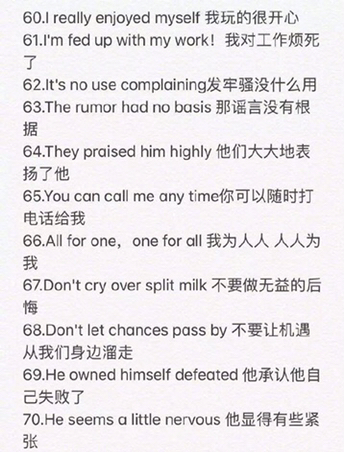 60.I really enjoyed myself 我玩的很开心
61.I'm fed up with my work！我对工作烦死
了
62.It's no use complaining发牢骚没什么用
63.The rumor had no basis 那谣言没有根
据
64.They praised him highly 他们大大地表
扬了他
65.You can call me any time你可以随时打
电话给我
66.All for one，one for all 我为人人 人人为
我
67.Don't cry over split milk 不要做无益的后
悔
68.Don't let chances pass by 不要让机遇
从我们身边溜走
69.He owned himself defeated 他承认他自
己失败了
70.He seems a little nervous 他显得有些紧
张